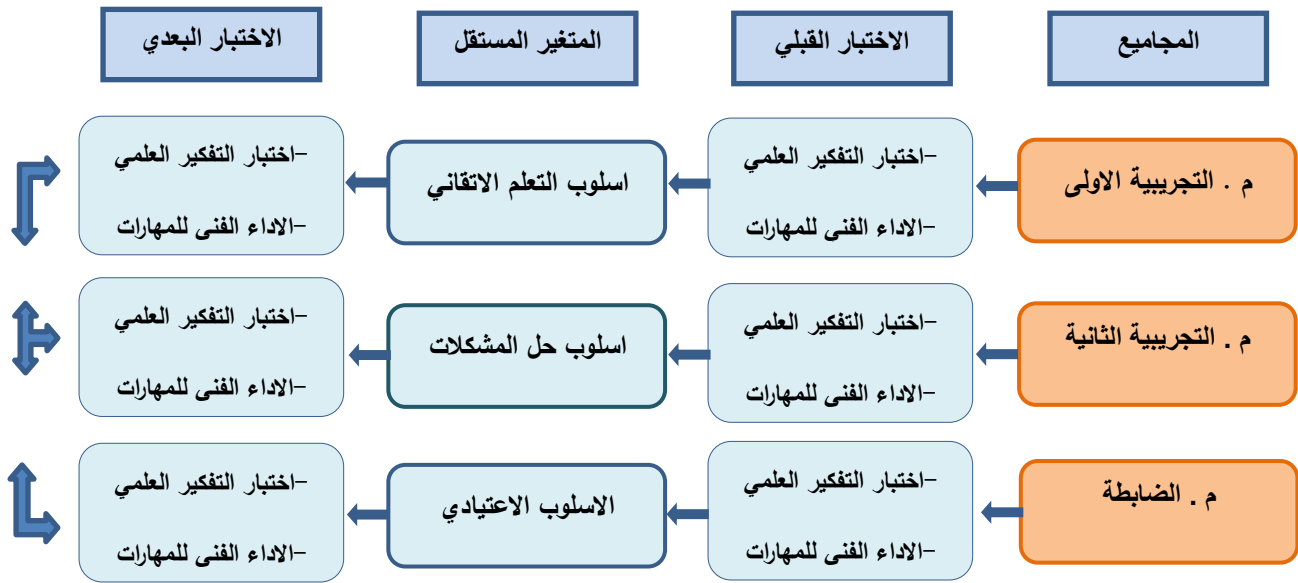 المجاميع
الاختبار القبلي
المتغير المستقل
الاختبار البعدي
م . التجريبية الاولى
-اختبار التفكير العلمي
-الاداء الفنى للمهارات
اسلوب التعلم الاتقاني
-اختبار التفكير العلمي
-الاداء الفنى للمهارات
م . التجريبية الثانية
-اختبار التفكير العلمي
-الاداء الفنى للمهارات
اسلوب حل المشكلات
-اختبار التفكير العلمي
-الاداء الفنى للمهارات
م . الضابطة
-اختبار التفكير العلمي
-الاداء الفنى للمهارات
الاسلوب الاعتيادي
-اختبار التفكير العلمي
-الاداء الفنى للمهارات